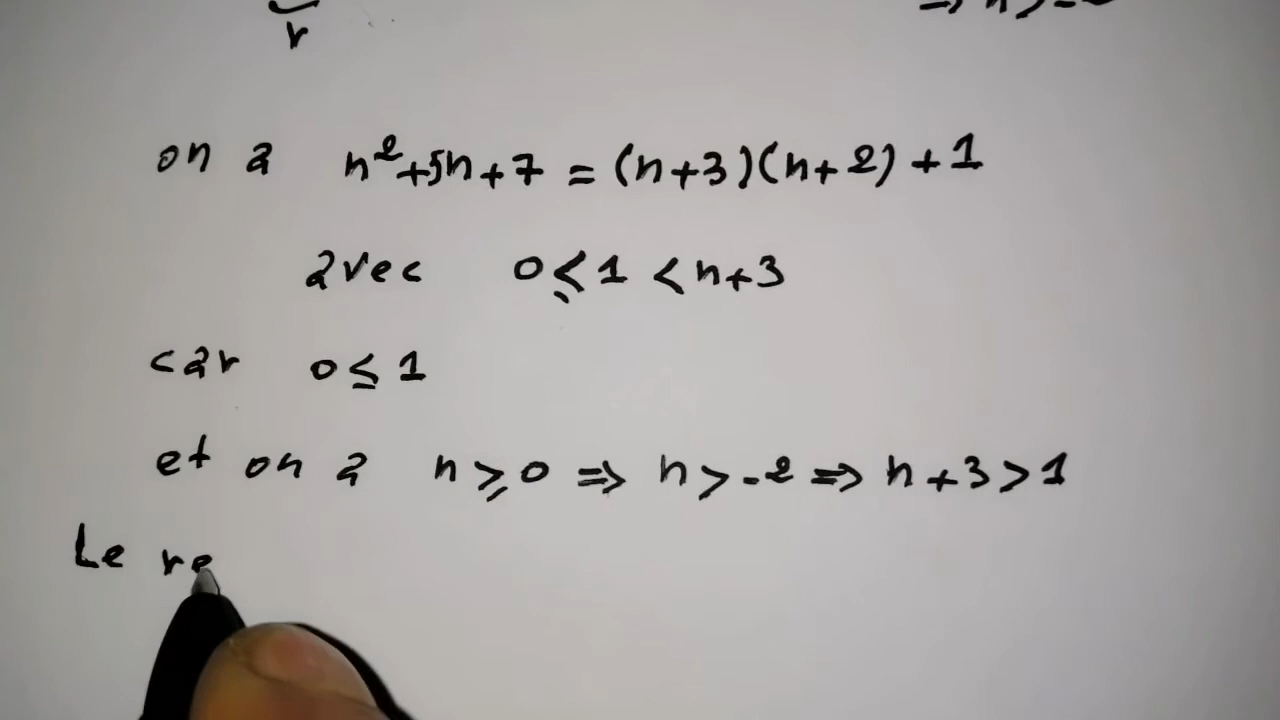 r
on a n²+5n+7 = (n+3)(n+2)+1
avec 0≤1<n+3
car 0≤1
et on a n≥0 ⇒ n>-2 ⇒ n+3>1
Le re